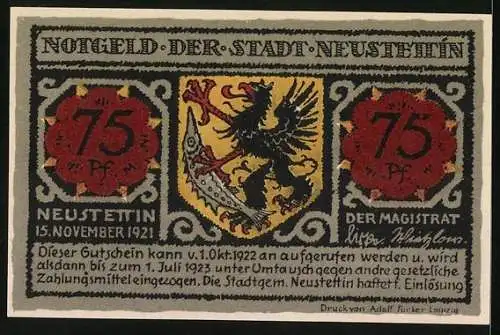 NOTGELD · DER · STADT · NEUSTETTIN
75
Pf.
75
Pf.
NEUSTETTIN
15. NOVEMBER 1921
DER MAGISTRAT
Dieser Gutschein kann v. 1. Okt. 1922 an aufgerufen werden u. wird
alsdann bis zum 1. Juli 1923 unter Umtausch gegen andre gesetzliche
Zahlungsmittel eingezogen. Die Stadtgem. Neustettin haftet f. Einlösung
Druck von Adolf Leipzig